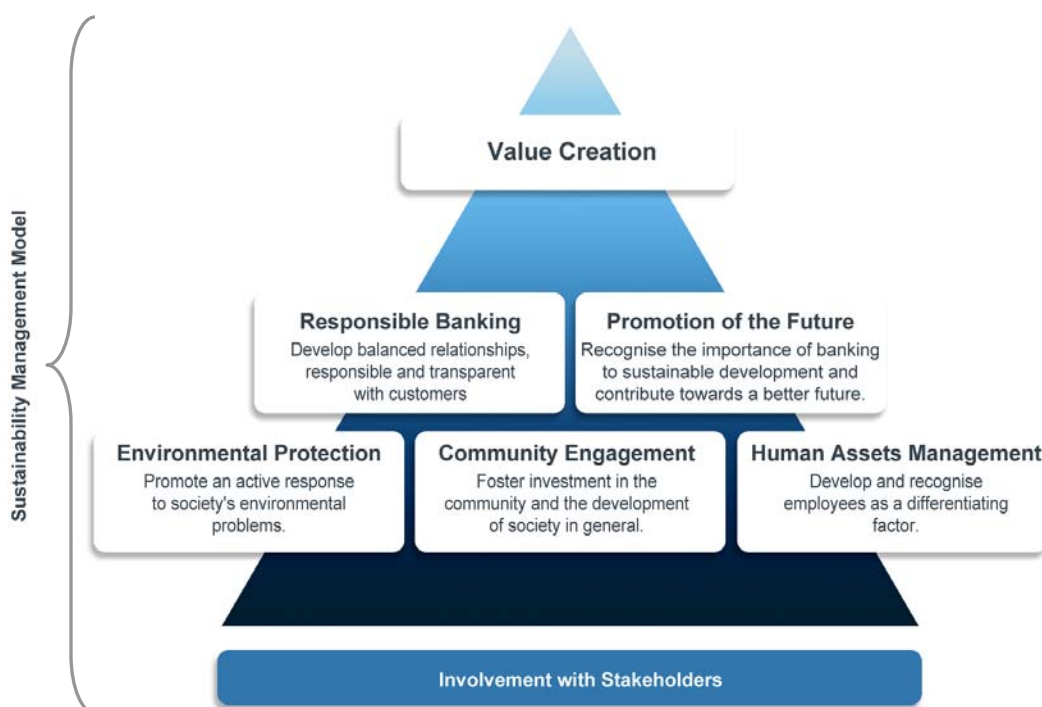 Sustainability Management Model
Value Creation
Responsible Banking
Develop balanced relationships,
responsible and transparent
with customers
Promotion of the Future
Recognise the importance of banking
to sustainable development and
contribute towards a better future.
Environmental Protection
Promote an active response
to society's environmental
problems.
Community Engagement
Foster investment in the
community and the development
of society in general.
Human Assets Management
Develop and recognise
employees as a differentiating
factor.
Involvement with Stakeholders